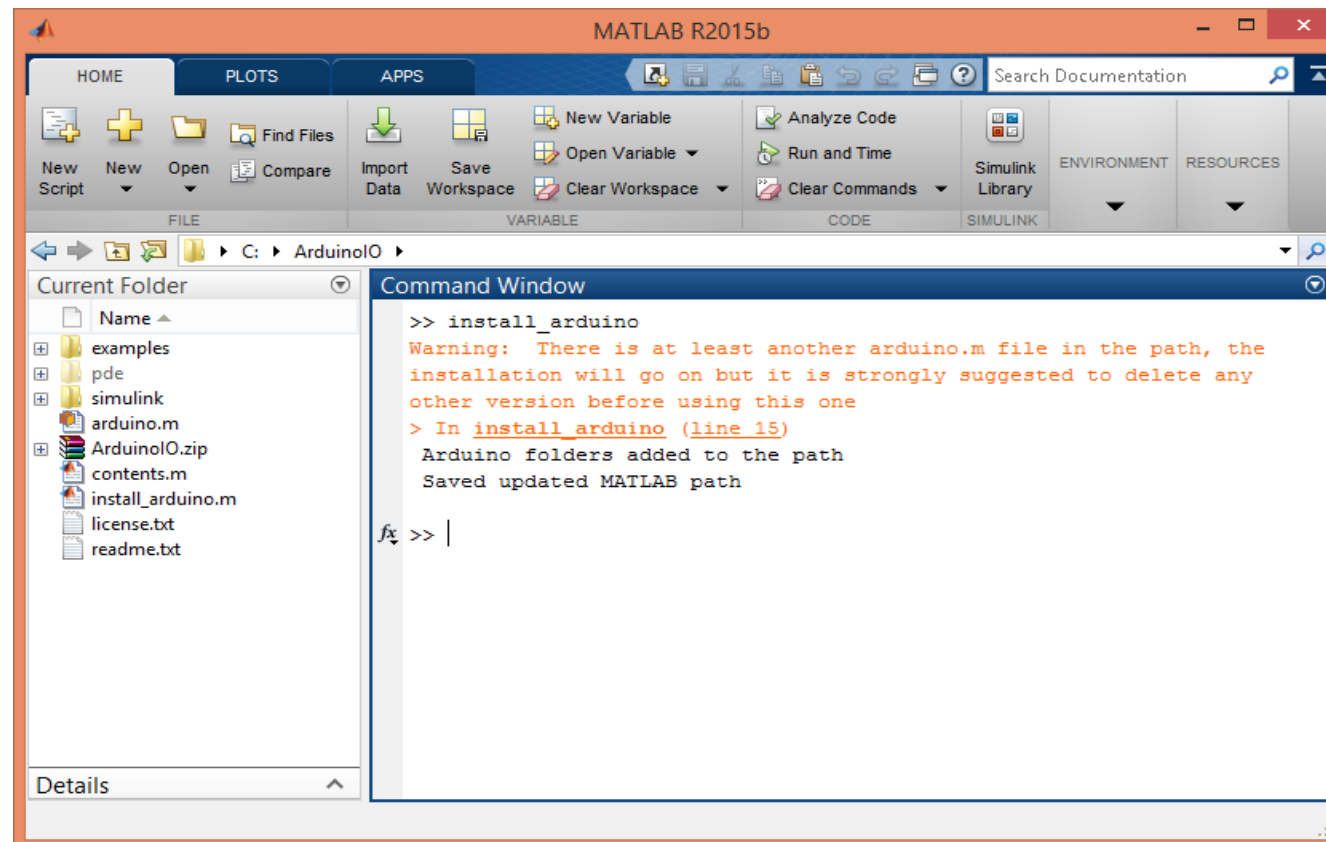 MATLAB R2015b
HOME PLOTS APPS Search Documentation
New Script
New
Open
Find Files
Compare
FILE
Import Data
Save Workspace
New Variable
Open Variable
Clear Workspace
VARIABLE
Analyze Code
Run and Time
Clear Commands
CODE
Simulink Library
SIMULINK
ENVIRONMENT
RESOURCES
C: ArduinoIO
Current Folder
Name
examples
pde
simulink
arduino.m
ArduinoIO.zip
contents.m
install_arduino.m
license.txt
readme.txt
Details
Command Window
>> install_arduino
Warning:  There is at least another arduino.m file in the path, the
installation will go on but it is strongly suggested to delete any
other version before using this one
> In install_arduino (line 15)
Arduino folders added to the path
Saved updated MATLAB path
fx >>